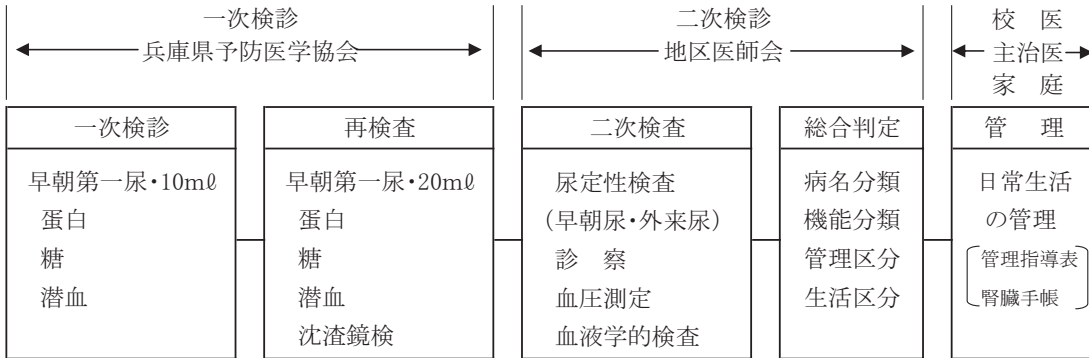 一次検診
兵庫県予防医学協会
二次検診
地区医師会
校　医
主治医
家　庭
一次検診
早朝第一尿・10mℓ
蛋白
糖
潜血
再検査
早朝第一尿・20mℓ
蛋白
糖
潜血
沈渣鏡検
二次検査
尿定性検査
(早朝尿・外来尿)
診　察
血圧測定
血液学的検査
総合判定
病名分類
機能分類
管理区分
生活区分
管　理
日常生活
の管理
管理指導表
腎臓手帳